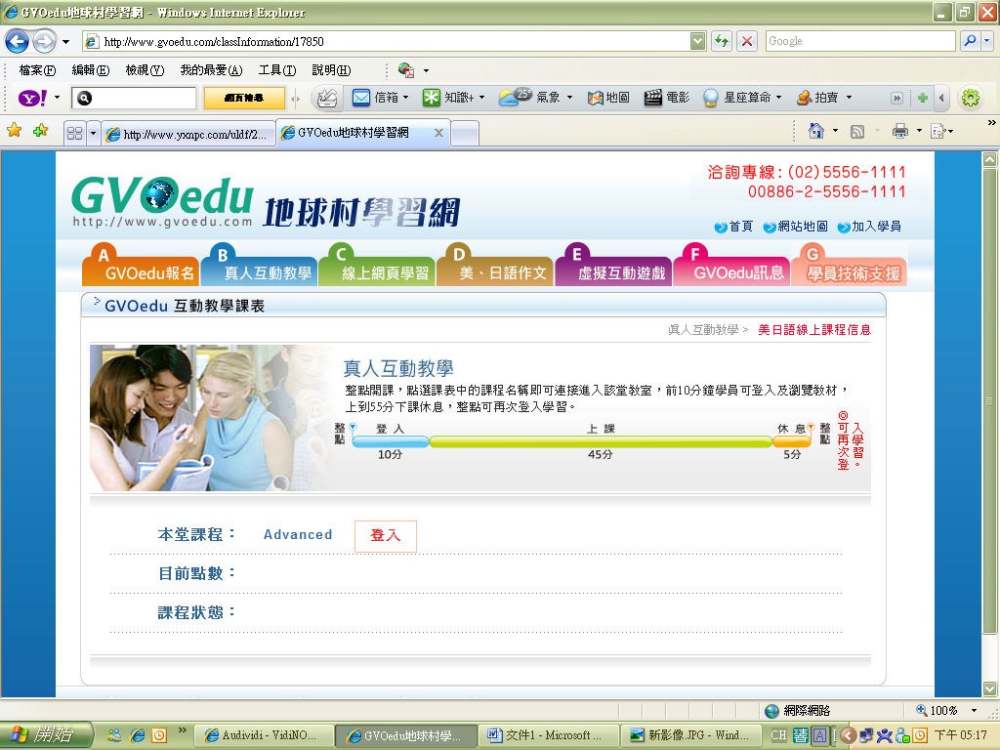 GVOedu地球村學習網 - Windows Internet Explorer
http://www.gvoedu.com/classInformation/17850
Google
檔案(F) 編輯(E) 檢視(V) 我的最愛(A) 工具(T) 說明(H)
Y! 網頁搜尋 信箱 知識+ 25° 氣象 地圖 電影 星座算命 拍賣 »
http://www.yxnpc.com/uldf/2... GVOedu地球村學習網 X »
洽詢專線:(02)5556-1111
00886-2-5556-1111
GVOedu 地球村學習網
http://www.gvoedu.com
首頁 網站地圖 加入學員
A GVOedu報名
B 真人互動教學
C 線上網頁學習
D 美、日語作文
E 虛擬互動遊戲
F GVOedu訊息
G 學員技術支援
GVOedu 互動教學課表
真人互動教學 > 美日語線上課程信息
真人互動教學
整點開課，點選課表中的課程名稱即可連接進入該堂教室，前10分鐘學員可登入及瀏覽教材，
上到55分下課休息，整點可再次登入學習。
整點 登入 上課 休息 整點
10分 45分 5分
◎可再次登入學習。
本堂課程： Advanced 登入
目前點數：
課程狀態：
網際網路 100%
開始 » Audividi - VidiNO... GVOedu地球村學... 文件1 - Microsoft ... 新影像.JPG - Wind... CH A 下午 05:17